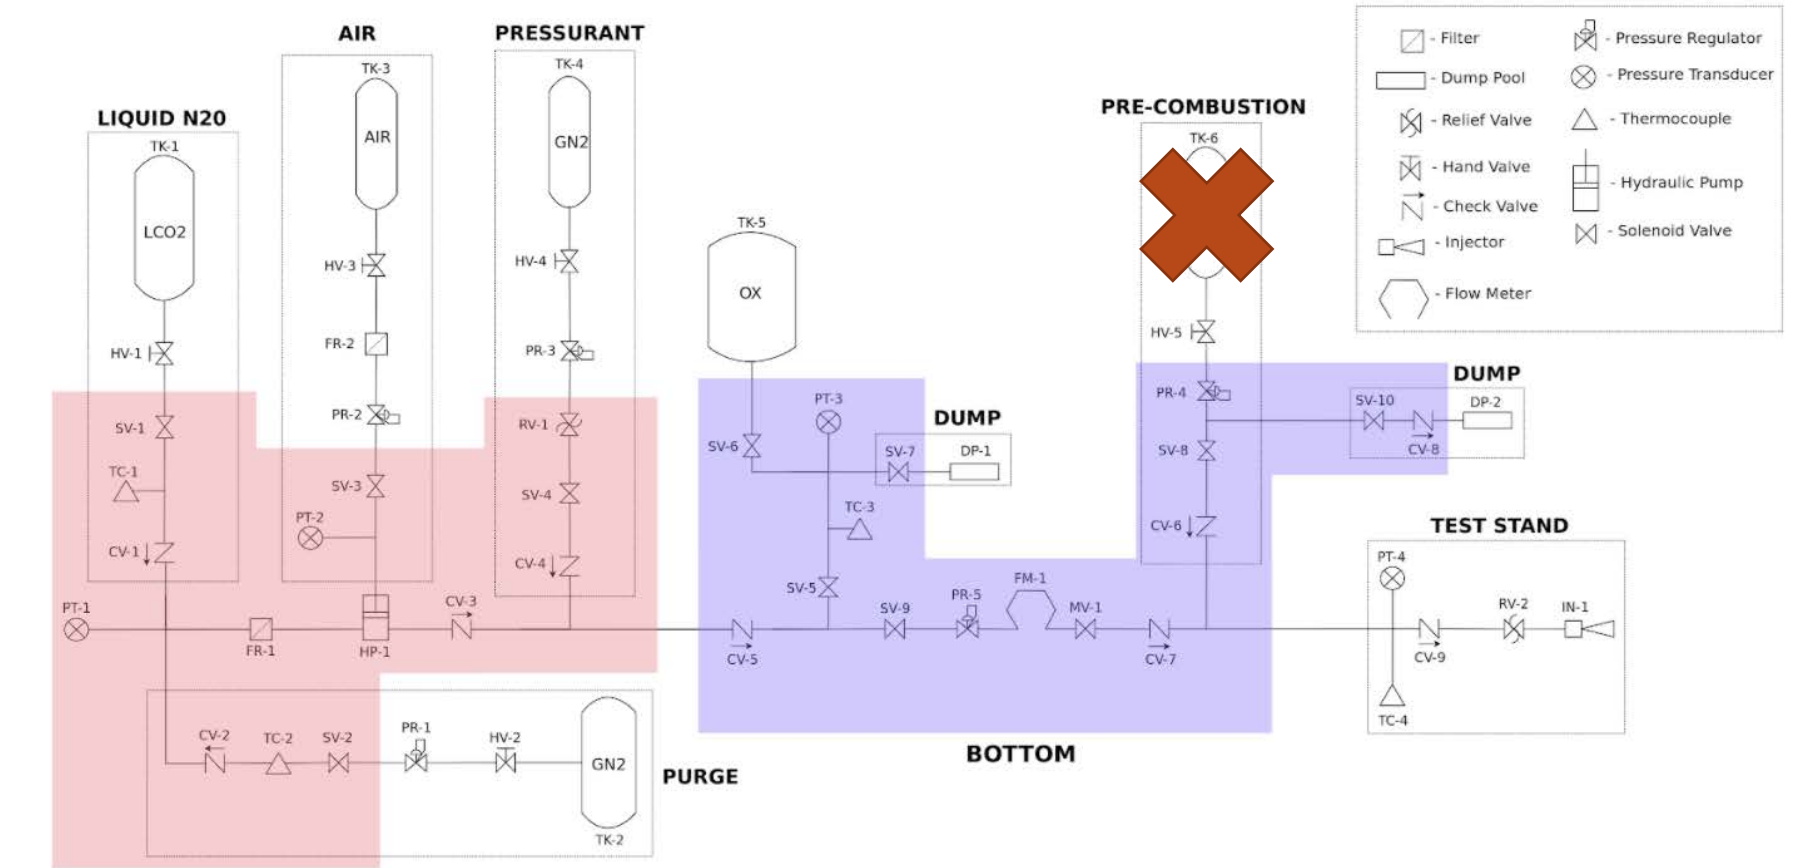 AIR
PRESSURANT
TK-3
TK-4
LIQUID N20
TK-1
AIR
GN2
LCO2
HV-3
HV-4
HV-1
FR-2
PR-3
PR-2
SV-1
RV-1
TC-1
SV-3
SV-4
PT-2
CV-1
CV-4
PT-1
CV-3
FR-1
HP-1
CV-2
TC-2
SV-2
PR-1
HV-2
GN2
TK-2
PURGE
TK-5
OX
PT-3
DUMP
SV-6
SV-7
DP-1
TC-3
SV-5
SV-9
PR-5
FM-1
MV-1
CV-5
CV-7
BOTTOM
PRE-COMBUSTION
TK-6
HV-5
PR-4
SV-8
CV-6
DUMP
SV-10
DP-2
CV-8
TEST STAND
PT-4
RV-2
IN-1
CV-9
TC-4
- Filter
- Dump Pool
- Relief Valve
- Hand Valve
- Check Valve
- Injector
- Flow Meter
- Pressure Regulator
- Pressure Transducer
- Thermocouple
- Hydraulic Pump
- Solenoid Valve